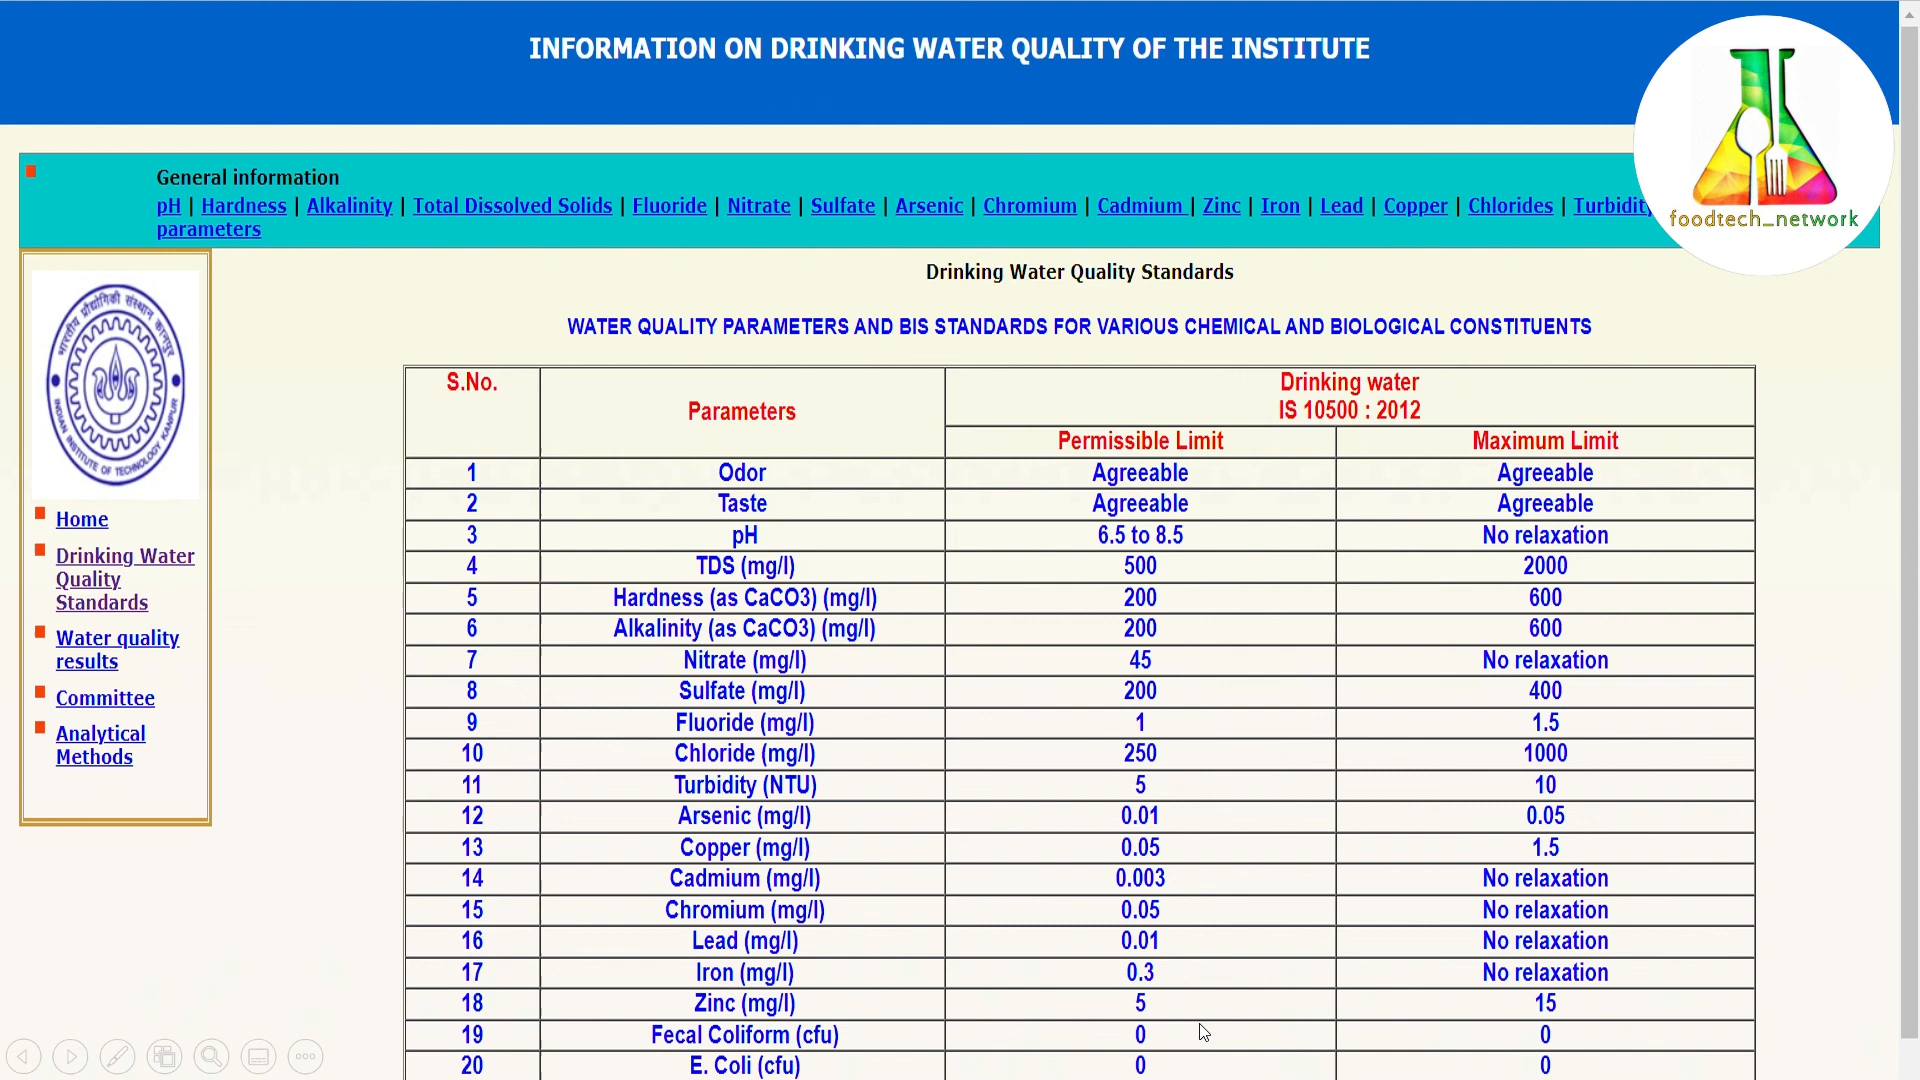 INFORMATION ON DRINKING WATER QUALITY OF THE INSTITUTE
foodtech_network
General information
pH | Hardness | Alkalinity | Total Dissolved Solids | Fluoride | Nitrate | Sulfate | Arsenic | Chromium | Cadmium | Zinc | Iron | Lead | Copper | Chlorides | Turbidity
parameters
भारतीय प्रौद्योगिकी संस्थान कानपुर
INDIAN INSTITUTE OF TECHNOLOGY KANPUR
Home
Drinking Water
Quality
Standards
Water quality
results
Committee
Analytical
Methods
Drinking Water Quality Standards
WATER QUALITY PARAMETERS AND BIS STANDARDS FOR VARIOUS CHEMICAL AND BIOLOGICAL CONSTITUENTS
S.No. Parameters Drinking water
IS 10500 : 2012
Permissible Limit Maximum Limit
1 Odor Agreeable Agreeable
2 Taste Agreeable Agreeable
3 pH 6.5 to 8.5 No relaxation
4 TDS (mg/l) 500 2000
5 Hardness (as CaCO3) (mg/l) 200 600
6 Alkalinity (as CaCO3) (mg/l) 200 600
7 Nitrate (mg/l) 45 No relaxation
8 Sulfate (mg/l) 200 400
9 Fluoride (mg/l) 1 1.5
10 Chloride (mg/l) 250 1000
11 Turbidity (NTU) 5 10
12 Arsenic (mg/l) 0.01 0.05
13 Copper (mg/l) 0.05 1.5
14 Cadmium (mg/l) 0.003 No relaxation
15 Chromium (mg/l) 0.05 No relaxation
16 Lead (mg/l) 0.01 No relaxation
17 Iron (mg/l) 0.3 No relaxation
18 Zinc (mg/l) 5 15
19 Fecal Coliform (cfu) 0 0
20 E. Coli (cfu) 0 0